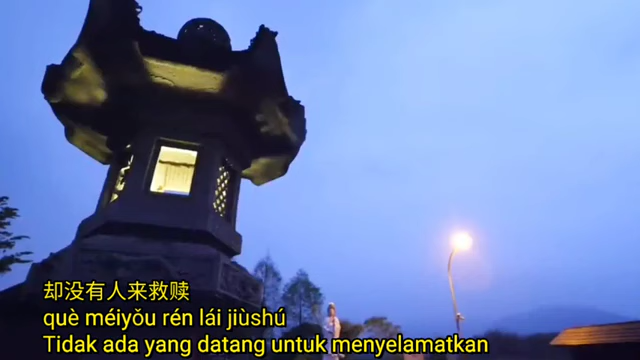 却没有人来救赎
què méiyǒu rén lái jiùshú
Tidak ada yang datang untuk menyelamatkan